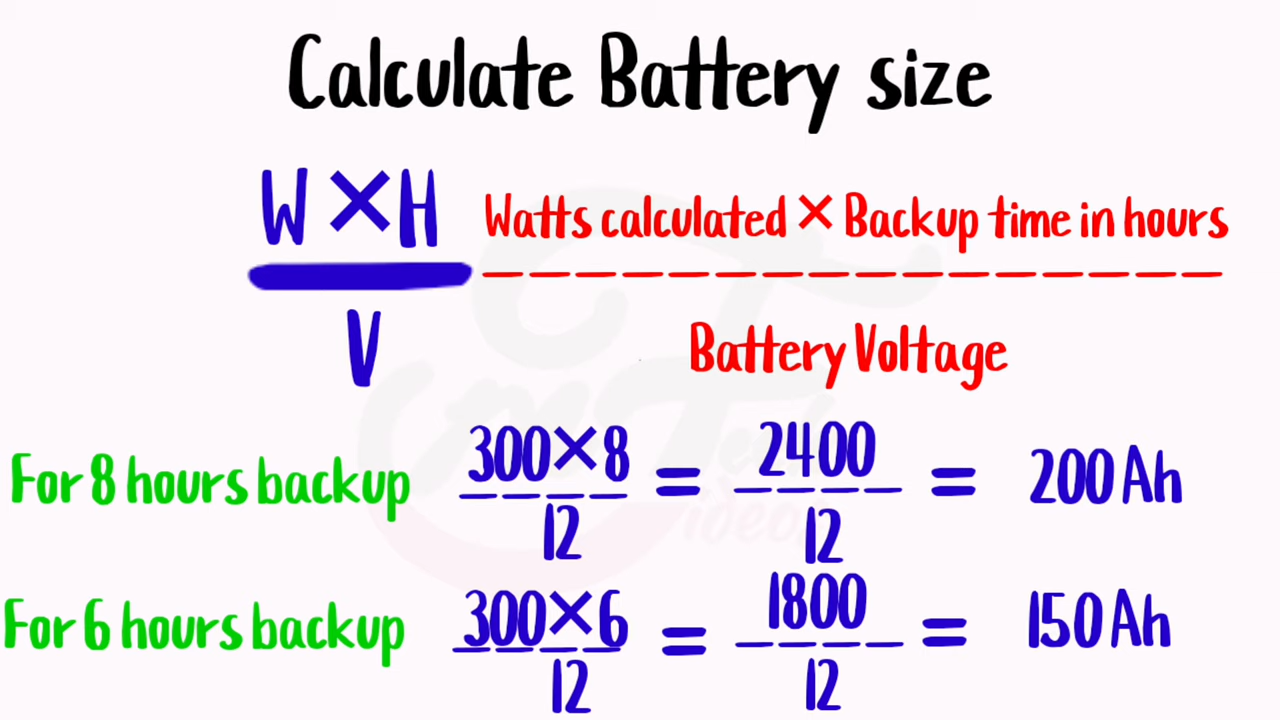 Calculate Battery size
W × H
V
Watts calculated × Backup time in hours
Battery Voltage
For 8 hours backup
300 × 8
12
=
2400
12
=
200 Ah
For 6 hours backup
300 × 6
12
=
1800
12
=
150 Ah